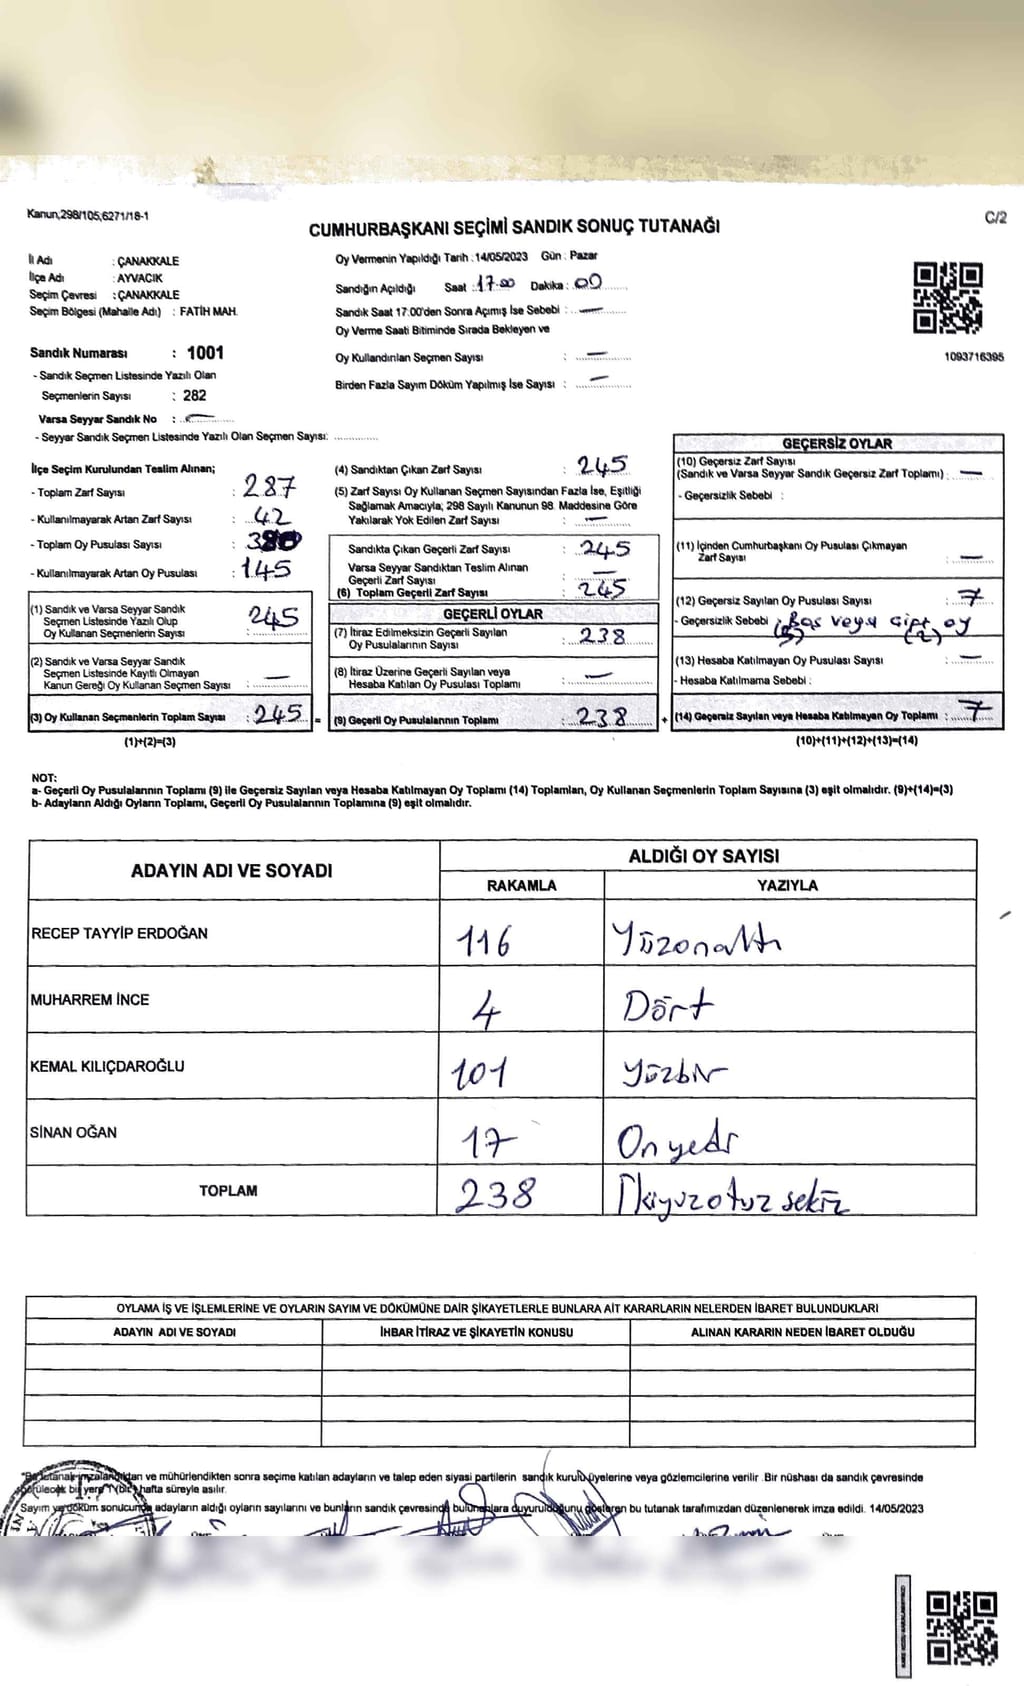 Kanun,298/105,6271/18-1
C/2
CUMHURBAŞKANI SEÇİMİ SANDIK SONUÇ TUTANAĞI
İl Adı : ÇANAKKALE
İlçe Adı : AYVACIK
Seçim Çevresi : ÇANAKKALE
Seçim Bölgesi (Mahalle Adı) : FATİH MAH.
Sandık Numarası : 1001
- Sandık Seçmen Listesinde Yazılı Olan
Seçmenlerin Sayısı : 282
Varsa Seyyar Sandık No : —
- Seyyar Sandık Seçmen Listesinde Yazılı Olan Seçmen Sayısı: ..............
Oy Vermenin Yapıldığı Tarih : 14/05/2023 Gün : Pazar
Sandığın Açıldığı Saat : 17.00 Dakika : 00
Sandık Saat 17:00'den Sonra Açımış İse Sebebi : —
Oy Verme Saati Bitiminde Sırada Bekleyen ve
Oy Kullandırılan Seçmen Sayısı : —
Birden Fazla Sayım Döküm Yapılmış İse Sayısı : —
1093716395
İlçe Seçim Kurulundan Teslim Alınan;
- Toplam Zarf Sayısı : 287
- Kullanılmayarak Artan Zarf Sayısı : 42
- Toplam Oy Pusulası Sayısı :
- Kullanılmayarak Artan Oy Pusulası : 145
(1) Sandık ve Varsa Seyyar Sandık
Seçmen Listesinde Yazılı Olup
Oy Kullanan Seçmenlerin Sayısı 245
(2) Sandık ve Varsa Seyyar Sandık
Seçmen Listesinde Kayıtlı Olmayan
Kanun Gereği Oy Kullanan Seçmen Sayısı : —
(3) Oy Kullanan Seçmenlerin Toplam Sayısı : 245 =
(1)+(2)=(3)
(4) Sandıktan Çıkan Zarf Sayısı : 245
(5) Zarf Sayısı Oy Kullanan Seçmen Sayısından Fazla İse, Eşitliği
Sağlamak Amacıyla; 298 Sayılı Kanunun 98. Maddesine Göre
Yakılarak Yok Edilen Zarf Sayısı : —
Sandıkta Çıkan Geçerli Zarf Sayısı : 245
Varsa Seyyar Sandıktan Teslim Alınan
Geçerli Zarf Sayısı : —
(6) Toplam Geçerli Zarf Sayısı : 245
GEÇERLİ OYLAR
(7) İtiraz Edilmeksizin Geçerli Sayılan
Oy Pusulalarının Sayısı : 238
(8) İtiraz Üzerine Geçerli Sayılan veya
Hesaba Katılan Oy Pusulası Toplamı : —
(9) Geçerli Oy Pusulalarının Toplamı : 238 +
GEÇERSİZ OYLAR
(10) Geçersiz Zarf Sayısı
(Sandık ve Varsa Seyyar Sandık Geçersiz Zarf Toplamı) : —
- Geçersizlik Sebebi :
(11) İçinden Cumhurbaşkanı Oy Pusulası Çıkmayan
Zarf Sayısı : —
(12) Geçersiz Sayılan Oy Pusulası Sayısı : 7
- Geçersizlik Sebebi : Boş veya Çift oy
(5) (2)
(13) Hesaba Katılmayan Oy Pusulası Sayısı : —
- Hesaba Katılmama Sebebi :
(14) Geçersiz Sayılan veya Hesaba Katılmayan Oy Toplamı : 7
(10)+(11)+(12)+(13)=(14)
NOT:
a- Geçerli Oy Pusulalarının Toplamı (9) ile Geçersiz Sayılan veya Hesaba Katılmayan Oy Toplamı (14) Toplamları, Oy Kullanan Seçmenlerin Toplam Sayısına (3) eşit olmalıdır. (9)+(14)=(3)
b- Adayların Aldığı Oyların Toplamı, Geçerli Oy Pusulalarının Toplamına (9) eşit olmalıdır.
ADAYIN ADI VE SOYADI ALDIĞI OY SAYISI
RAKAMLA YAZIYLA
RECEP TAYYİP ERDOĞAN 116 Yüzonaltı
MUHARREM İNCE 4 Dört
KEMAL KILIÇDAROĞLU 101 Yüzbir
SİNAN OĞAN 17 Onyedi
TOPLAM 238 İkiyüzotuzsekiz
OYLAMA İŞ VE İŞLEMLERİNE VE OYLARIN SAYIM VE DÖKÜMÜNE DAİR ŞİKAYETLERLE BUNLARA AİT KARARLARIN NELERDEN İBARET BULUNDUKLARI
ADAYIN ADI VE SOYADI İHBAR İTİRAZ VE ŞİKAYETİN KONUSU ALINAN KARARIN NEDEN İBARET OLDUĞU
"Bu tutanak imzalandıktan ve mühürlendikten sonra seçime katılan adayların ve talep eden siyasi partilerin sandık kurulu üyelerine veya gözlemcilerine verilir .Bir nüshası da sandık çevresinde
görülecek bir yere 1 (bir) hafta süreyle asılır.
Sayım ve döküm sonucunda adayların aldığı oyların sayılarını ve bunların sandık çevresinde bulunanlara duyurulduğunu gösteren bu tutanak tarafımızdan düzenlenerek imza edildi. 14/05/2023